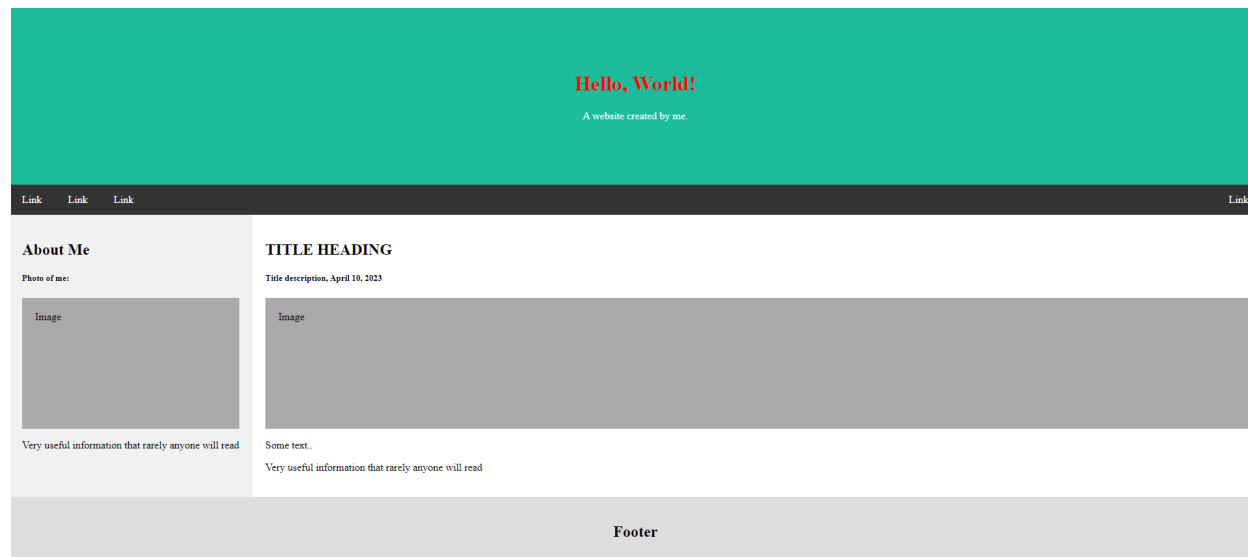 Hello, World!
A website created by me.
Link Link Link Link
About Me
Photo of me:
Image
Very useful information that rarely anyone will read
TITLE HEADING
Title description, April 10, 2023
Image
Some text..
Very useful information that rarely anyone will read
Footer